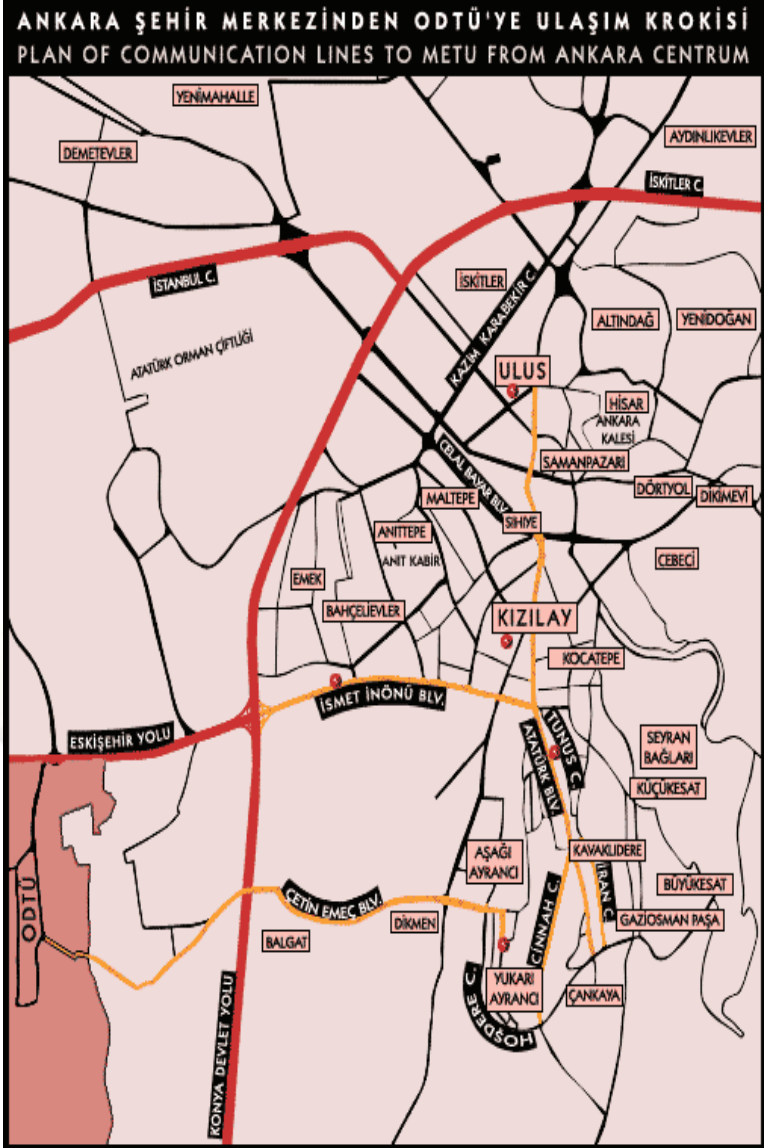 ANKARA ŞEHİR MERKEZİNDEN ODTÜ'YE ULAŞIM KROKİSİ
PLAN OF COMMUNICATION LINES TO METU FROM ANKARA CENTRUM
YENİMAHALLE
DEMETEVLER
AYDINLIKEVLER
İSKİTLER C.
İSTANBUL C.
İSKİTLER
KAZIM KARABEKİR C.
ALTINDAĞ
YENİDOĞAN
ATATÜRK ORMAN ÇİFTLİĞİ
ULUS
HİSAR
ANKARA
KALESİ
CELAL BAYAR BLV.
SAMANPAZARI
DÖRTYOL
DİKİMEVİ
MALTEPE
SIHIYE
ANITTEPE
ANIT KABİR
CEBECİ
EMEK
BAHÇELİEVLER
KIZILAY
KOCATEPE
İSMET İNÖNÜ BLV.
ESKİŞEHİR YOLU
TUNUS C.
ATATÜRK BLV.
SEYRAN
BAĞLARI
KÜÇÜKESAT
AŞAĞI
AYRANCI
KAVAKLIDERE
İRAN C.
BÜYÜKESAT
ODTÜ
ÇETİN EMEÇ BLV.
DİKMEN
BALGAT
CİNNAH C.
GAZİOSMAN PAŞA
YUKARI
AYRANCI
ÇANKAYA
HOŞDERE C.
KONYA DEVLET YOLU